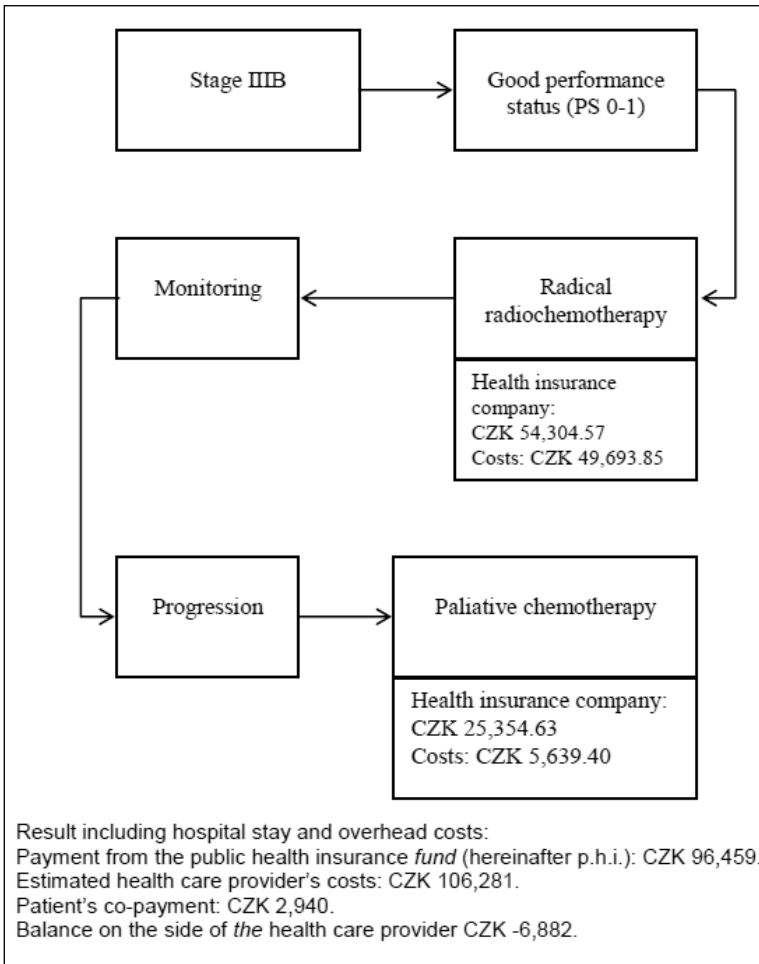 Stage IIIB
Good performance
status (PS 0-1)
Monitoring
Radical
radiochemotherapy
Health insurance
company:
CZK 54,304.57
Costs: CZK 49,693.85
Progression
Paliative chemotherapy
Health insurance company:
CZK 25,354.63
Costs: CZK 5,639.40
Result including hospital stay and overhead costs:
Payment from the public health insurance fund (hereinafter p.h.i.): CZK 96,459.
Estimated health care provider's costs: CZK 106,281.
Patient's co-payment: CZK 2,940.
Balance on the side of the health care provider CZK -6,882.